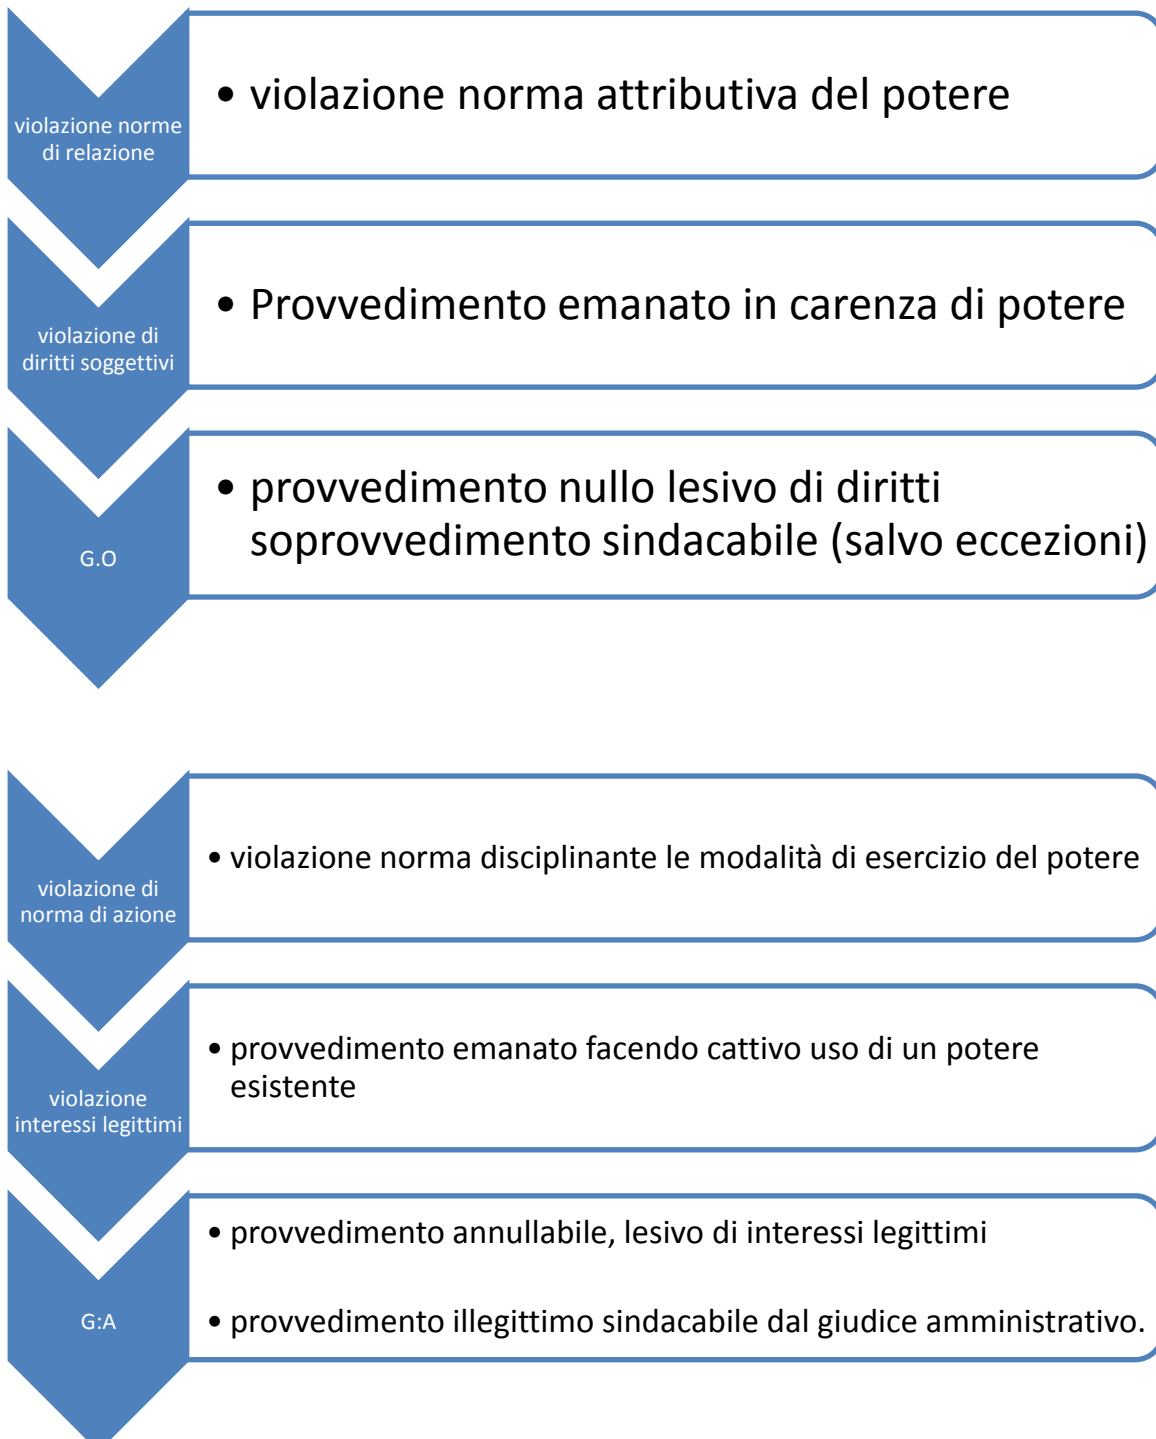 violazione norme
di relazione
• violazione norma attributiva del potere
violazione di
diritti soggettivi
• Provvedimento emanato in carenza di potere
G.O
• provvedimento nullo lesivo di diritti
soprovvedimento sindacabile (salvo eccezioni)
violazione di
norma di azione
• violazione norma disciplinante le modalità di esercizio del potere
violazione
interessi legittimi
• provvedimento emanato facendo cattivo uso di un potere
esistente
G:A
• provvedimento annullabile, lesivo di interessi legittimi
• provvedimento illegittimo sindacabile dal giudice amministrativo.